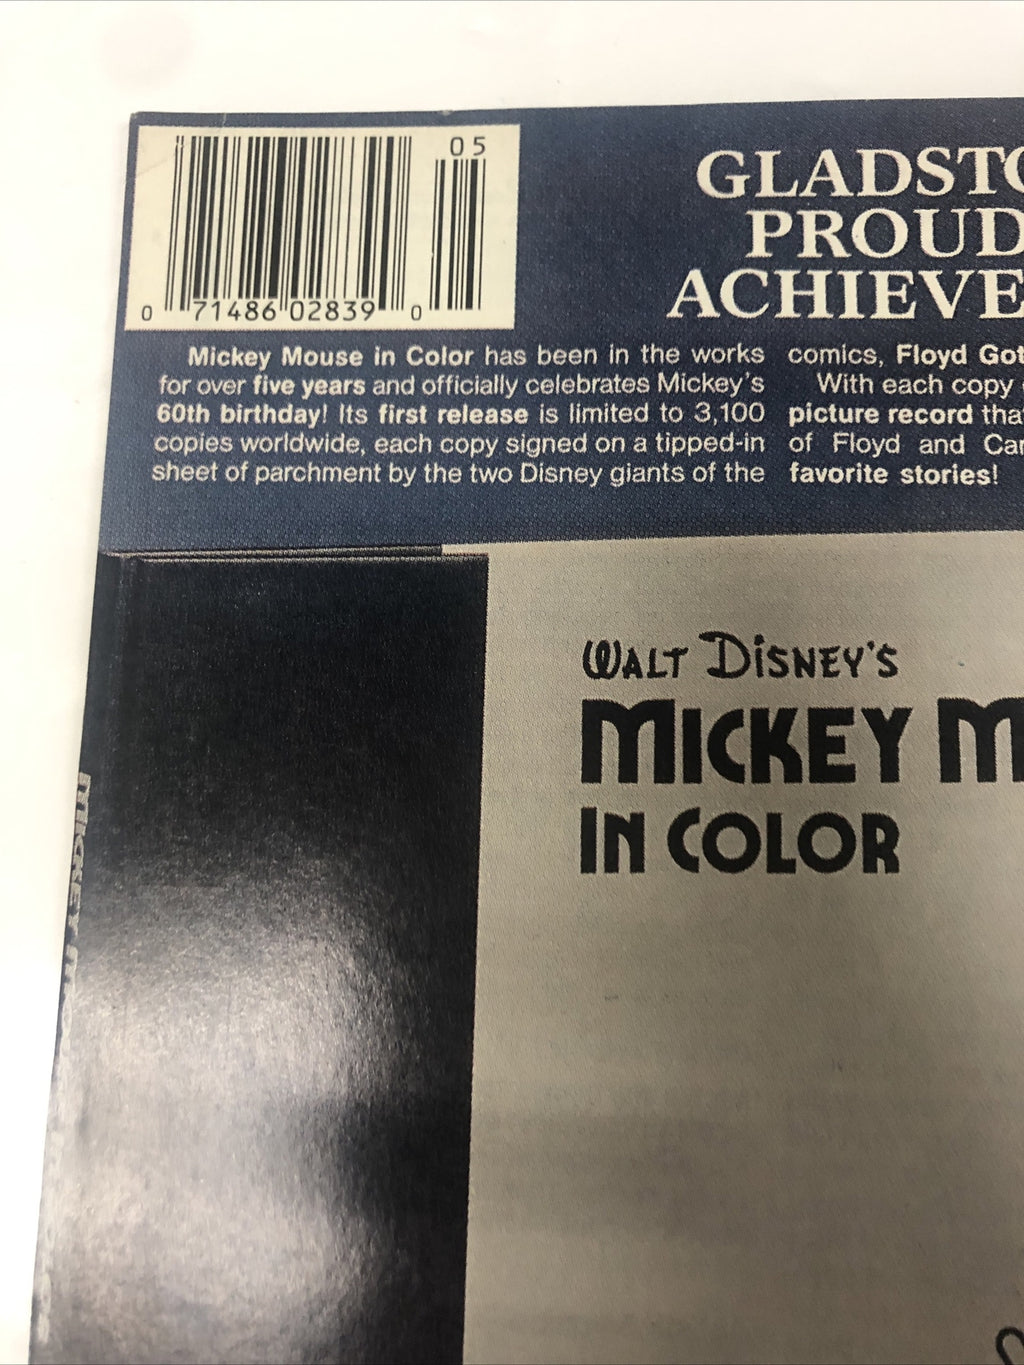 05
0 71486 02839 0
GLADSTO
PROUD
ACHIEVE
Mickey Mouse in Color has been in the works
for over five years and officially celebrates Mickey's
60th birthday! Its first release is limited to 3,100
copies worldwide, each copy signed on a tipped-in
sheet of parchment by the two Disney giants of the
comics, Floyd Got
With each copy
picture record tha
of Floyd and Car
favorite stories!
WALT DISNEY'S
MICKEY M
IN COLOR
MICKEY M